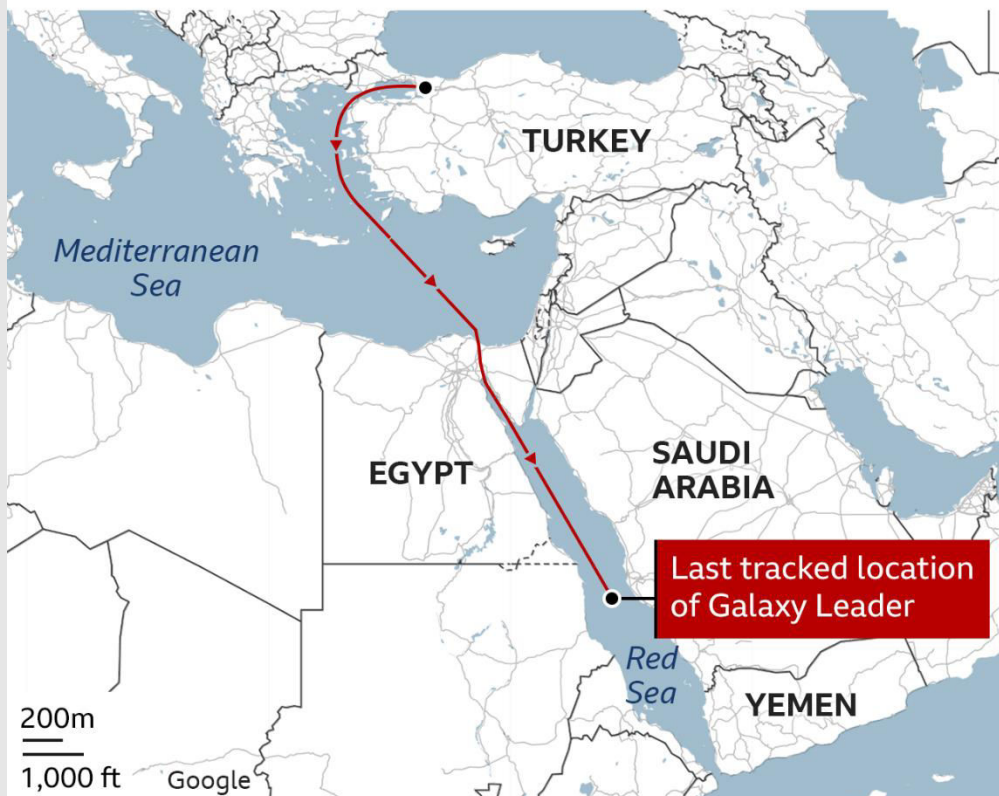 TURKEY
Mediterranean
Sea
EGYPT
SAUDI
ARABIA
Last tracked location
of Galaxy Leader
Red
Sea
YEMEN
200m
1,000 ft
Google